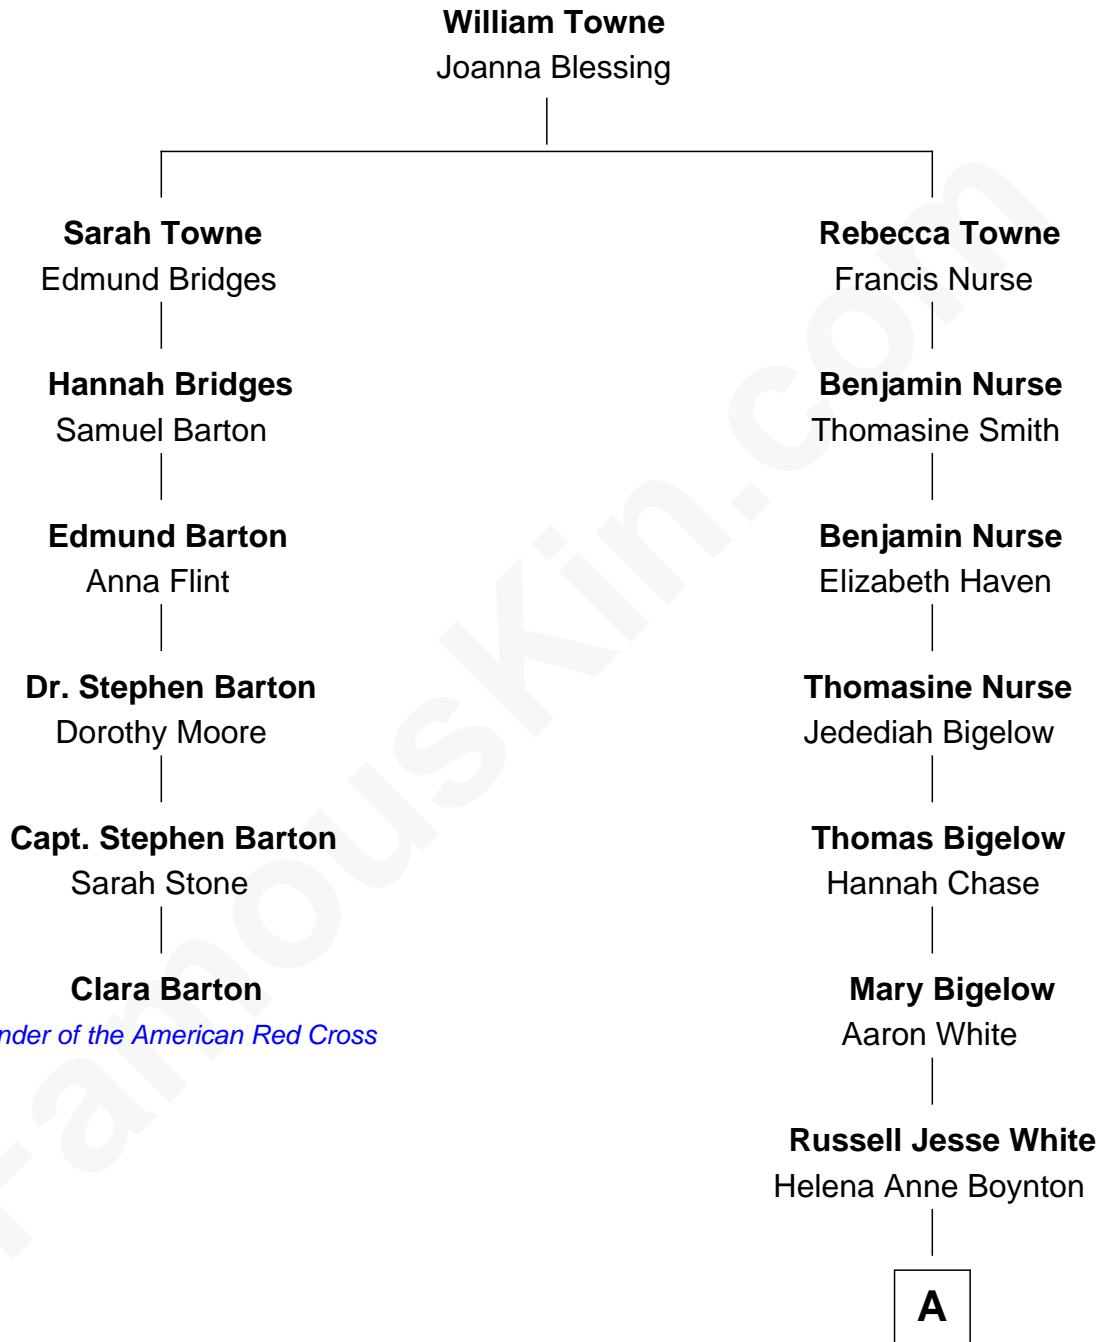 William Towne
Joanna Blessing
Sarah Towne
Edmund Bridges
Rebecca Towne
Francis Nurse
Hannah Bridges
Samuel Barton
Benjamin Nurse
Thomasine Smith
Edmund Barton
Anna Flint
Benjamin Nurse
Elizabeth Haven
Dr. Stephen Barton
Dorothy Moore
Thomasine Nurse
Jedediah Bigelow
Capt. Stephen Barton
Sarah Stone
Thomas Bigelow
Hannah Chase
Clara Barton
nder of the American Red Cross
Mary Bigelow
Aaron White
Russell Jesse White
Helena Anne Boynton
A
FamousKin.com